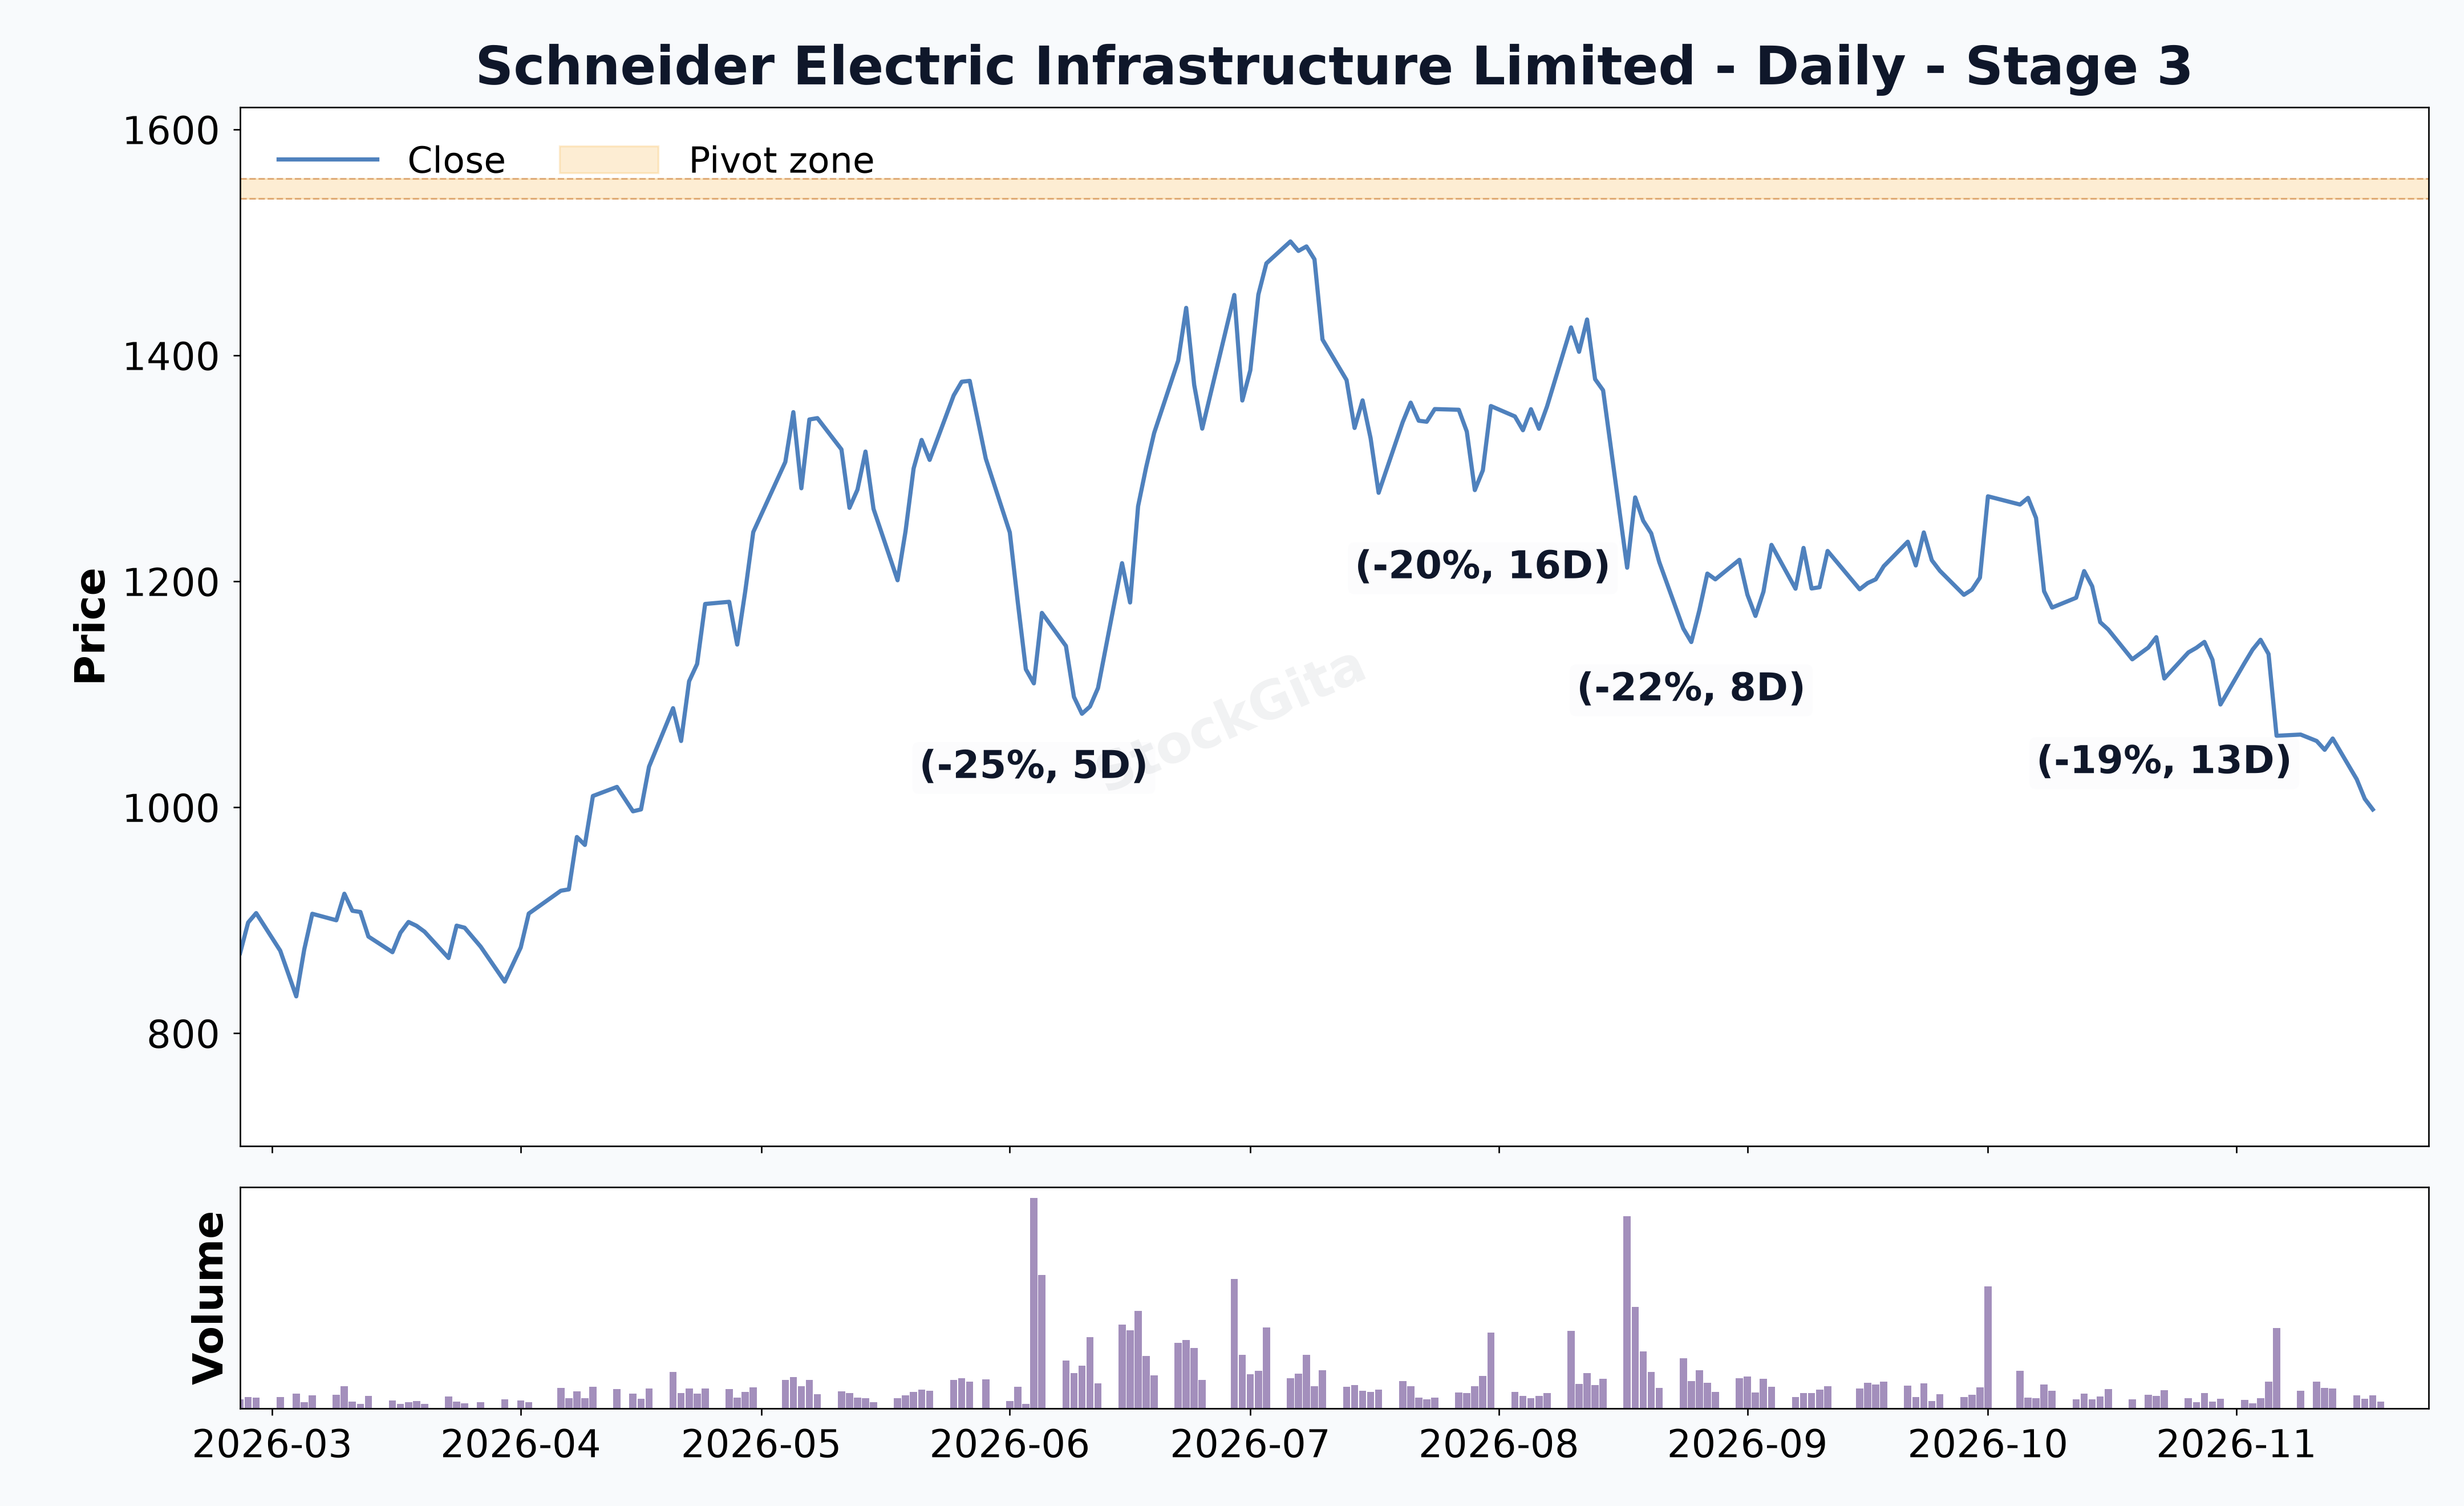 Schneider Electric Infrastructure Limited - Daily - Stage 3
Close
Pivot zone
1600
1400
1200
1000
800
Price
(-20%, 16D)
(-22%, 8D)
(-25%, 5D)
(-19%, 13D)
StockGita
Volume
2026-03
2026-04
2026-05
2026-06
2026-07
2026-08
2026-09
2026-10
2026-11